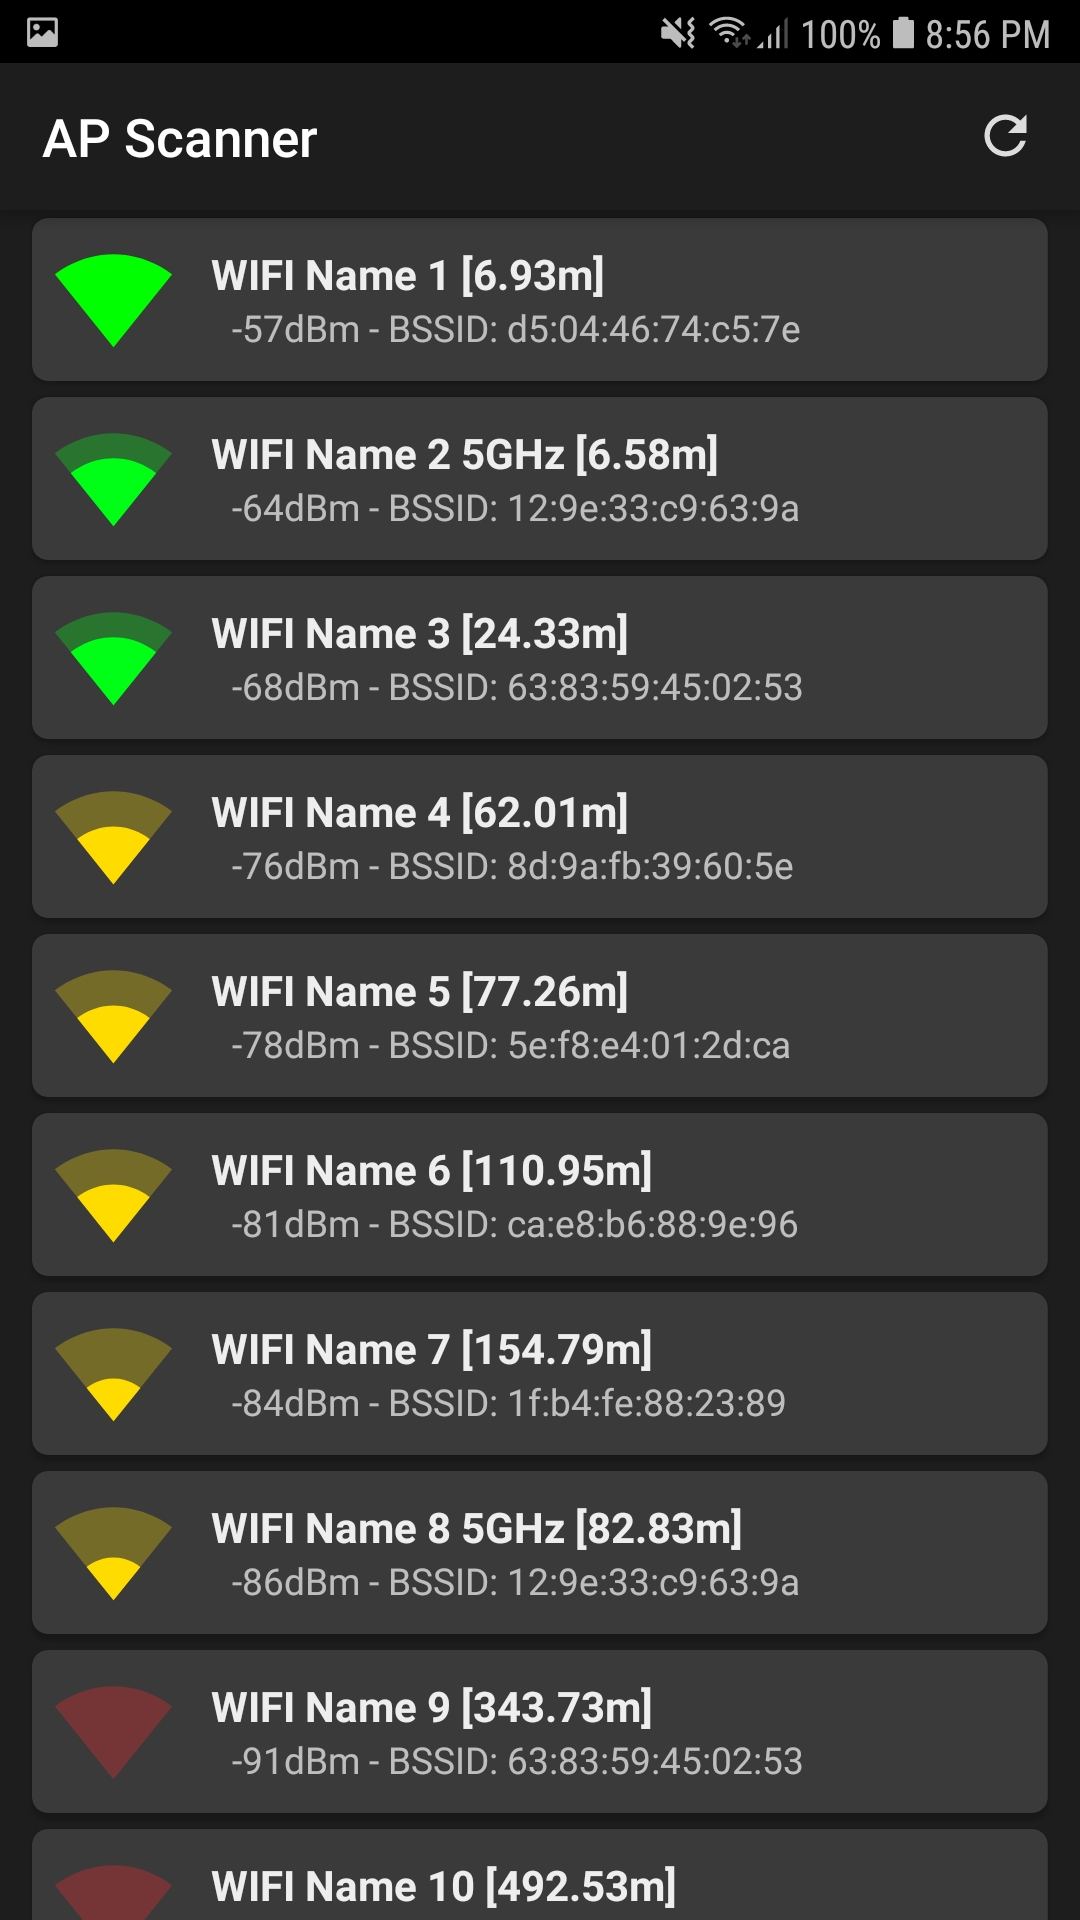 100% 8:56 PM
AP Scanner
WIFI Name 1 [6.93m]
-57dBm - BSSID: d5:04:46:74:c5:7e
WIFI Name 2 5GHz [6.58m]
-64dBm - BSSID: 12:9e:33:c9:63:9a
WIFI Name 3 [24.33m]
-68dBm - BSSID: 63:83:59:45:02:53
WIFI Name 4 [62.01m]
-76dBm - BSSID: 8d:9a:fb:39:60:5e
WIFI Name 5 [77.26m]
-78dBm - BSSID: 5e:f8:e4:01:2d:ca
WIFI Name 6 [110.95m]
-81dBm - BSSID: ca:e8:b6:88:9e:96
WIFI Name 7 [154.79m]
-84dBm - BSSID: 1f:b4:fe:88:23:89
WIFI Name 8 5GHz [82.83m]
-86dBm - BSSID: 12:9e:33:c9:63:9a
WIFI Name 9 [343.73m]
-91dBm - BSSID: 63:83:59:45:02:53
WIFI Name 10 [492.53m]